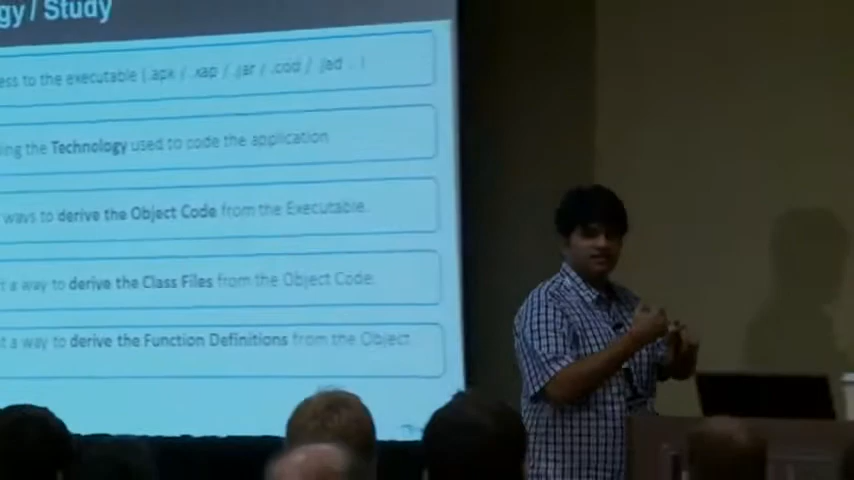 gy / Study
ess to the executable ( .apk / .xap / .jar / .cod / .jad . . )
ing the Technology used to code the application
ways to derive the Object Code from the Executable.
t a way to derive the Class Files from the Object Code.
t a way to derive the Function Definitions from the Object